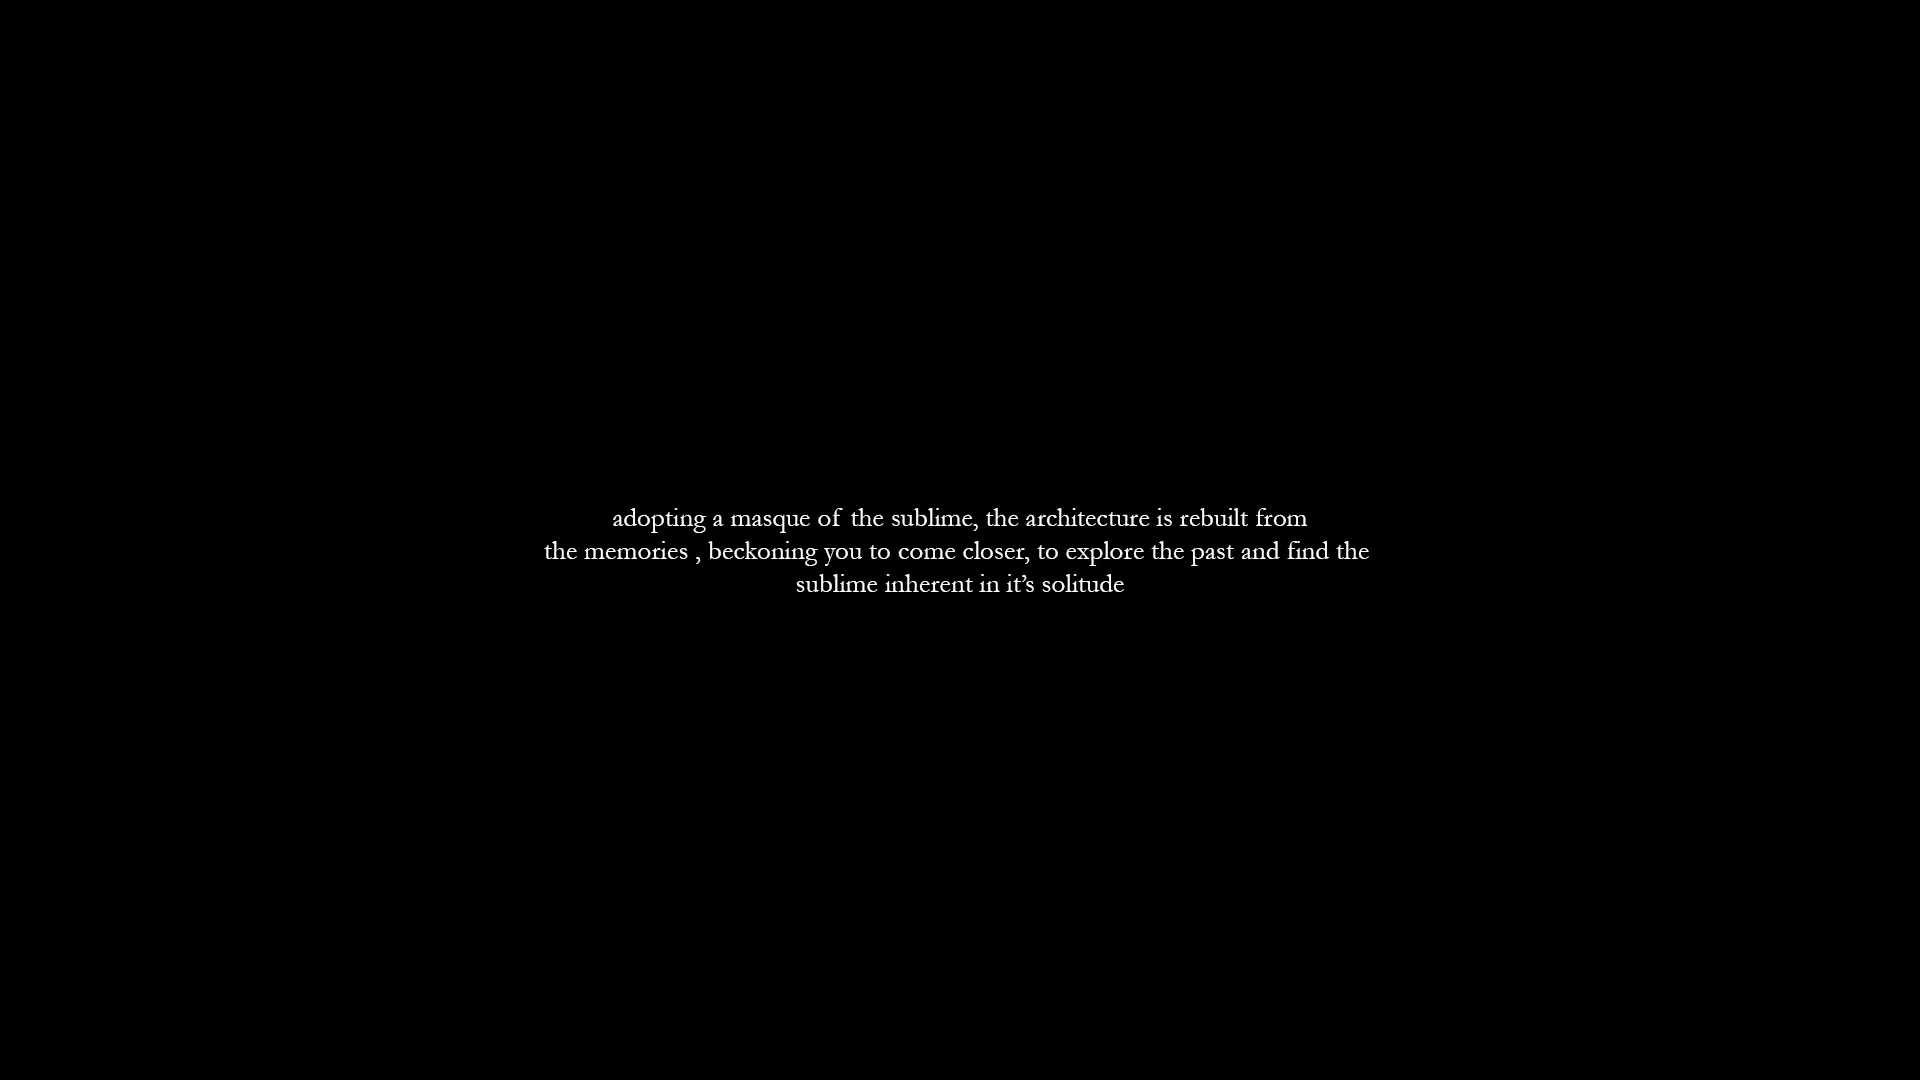 adopting a masque of the sublime, the architecture is rebuilt from
the memories , beckoning you to come closer, to explore the past and find the
sublime inherent in it’s solitude